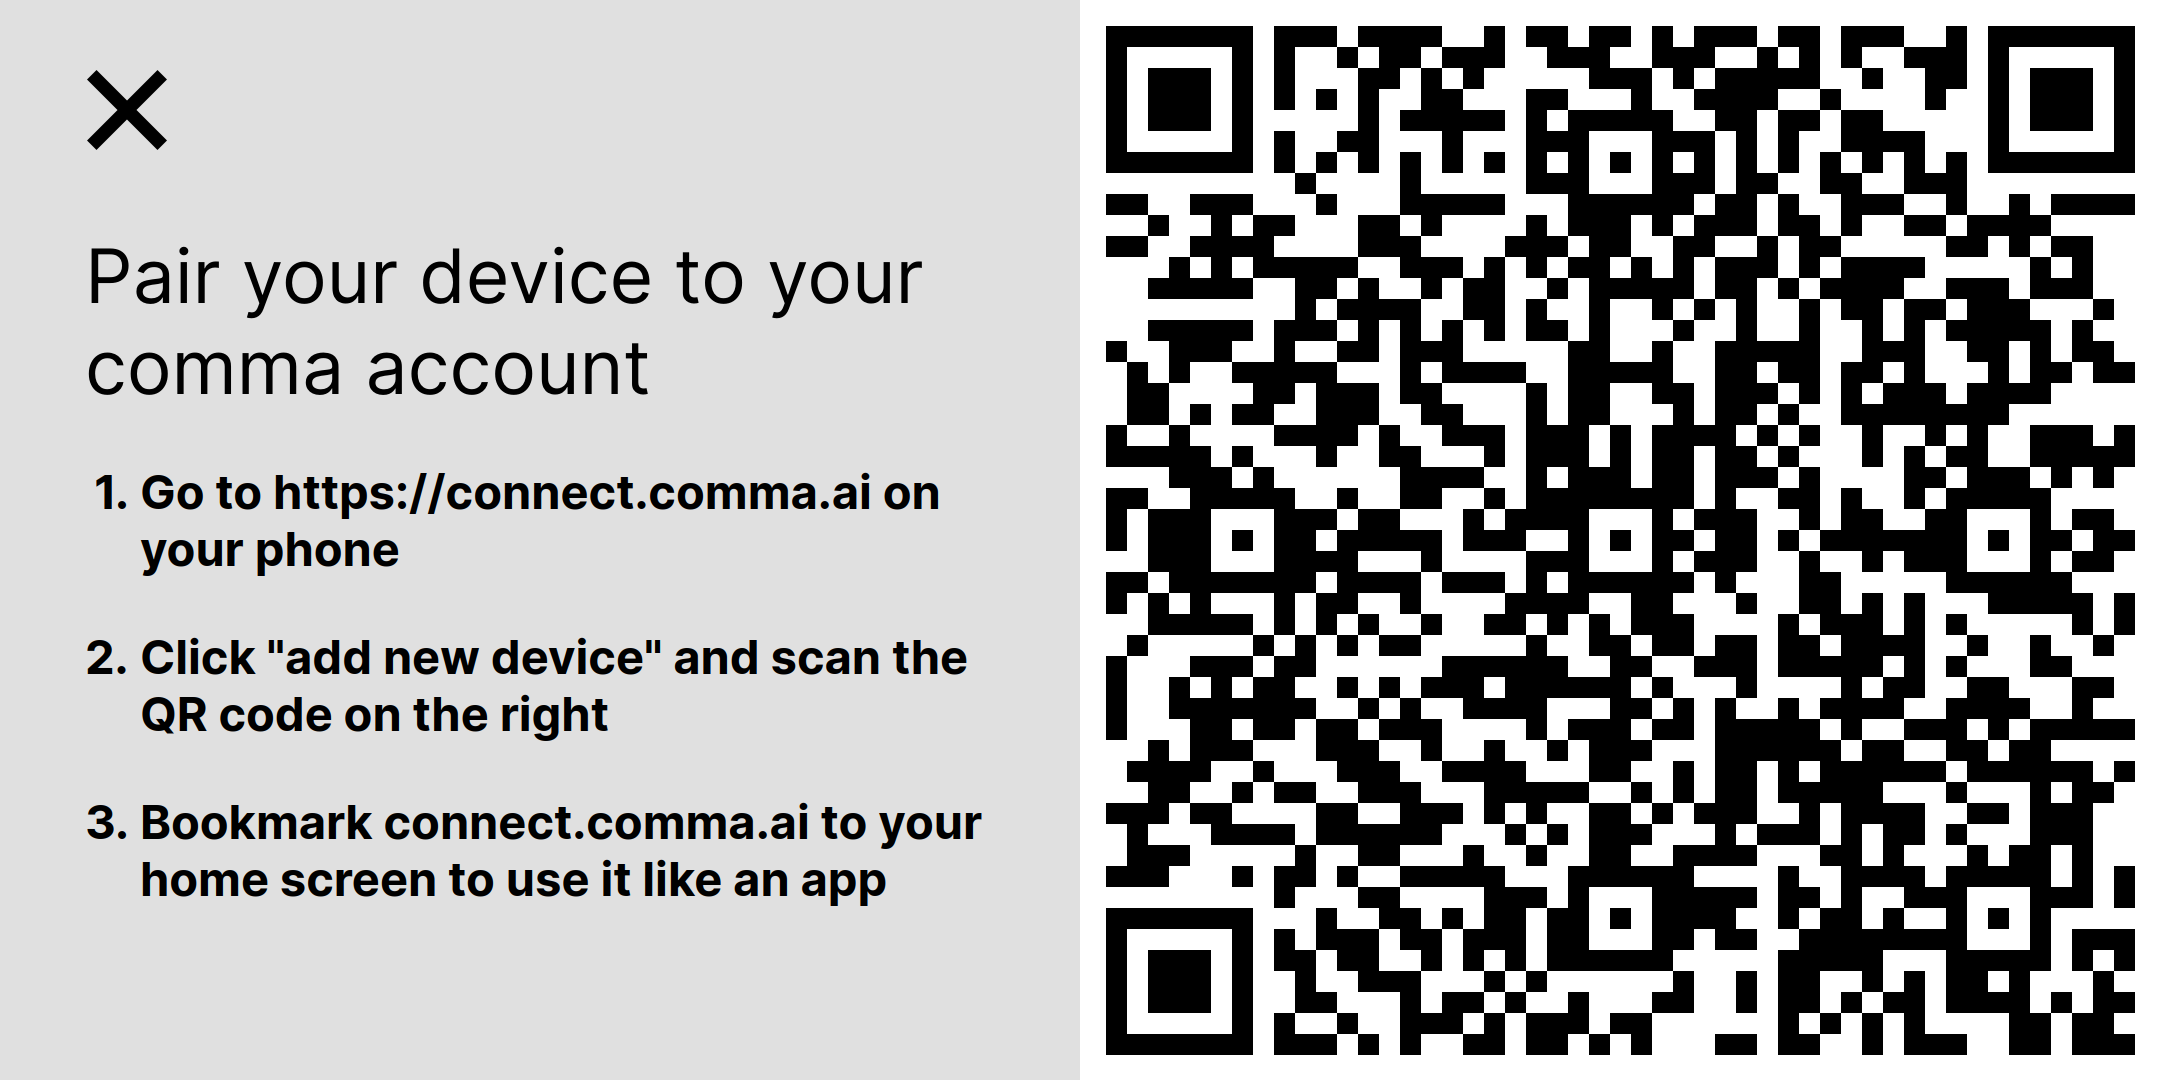 Pair your device to your
comma account
1. Go to https://connect.comma.ai on
your phone
2. Click "add new device" and scan the
QR code on the right
3. Bookmark connect.comma.ai to your
home screen to use it like an app